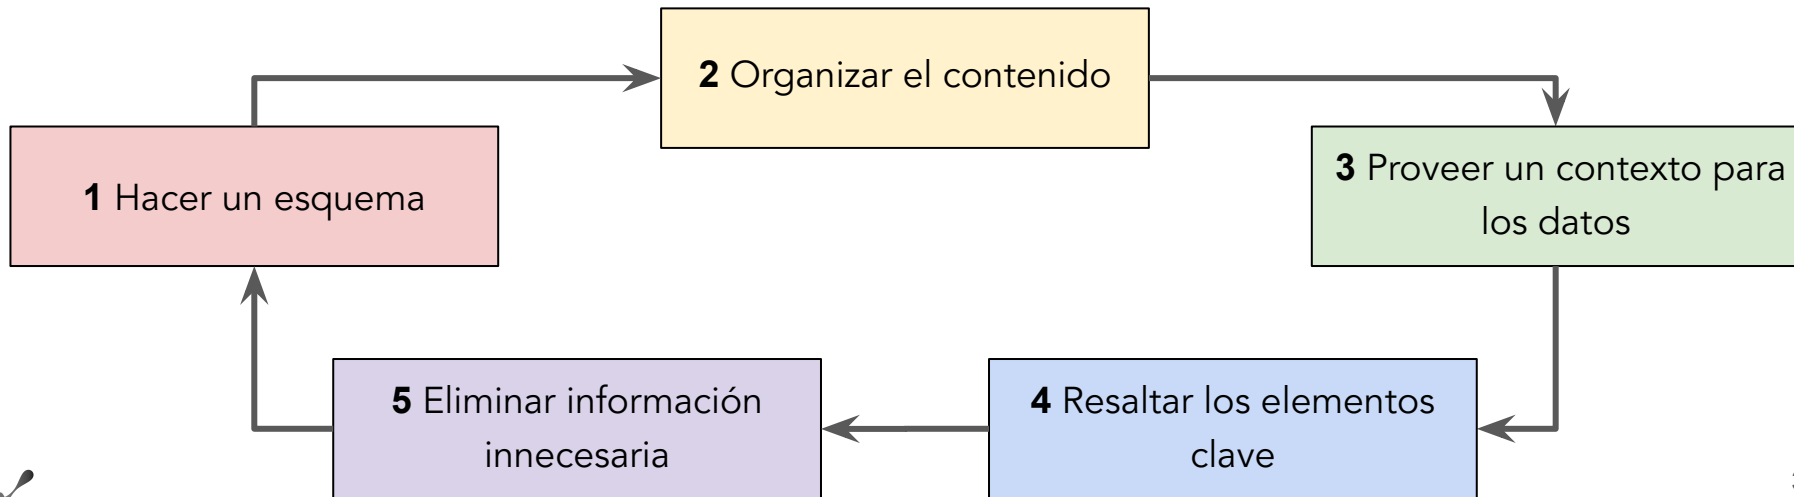 1 Hacer un esquema
2 Organizar el contenido
3 Proveer un contexto para
los datos
4 Resaltar los elementos
clave
5 Eliminar información
innecesaria